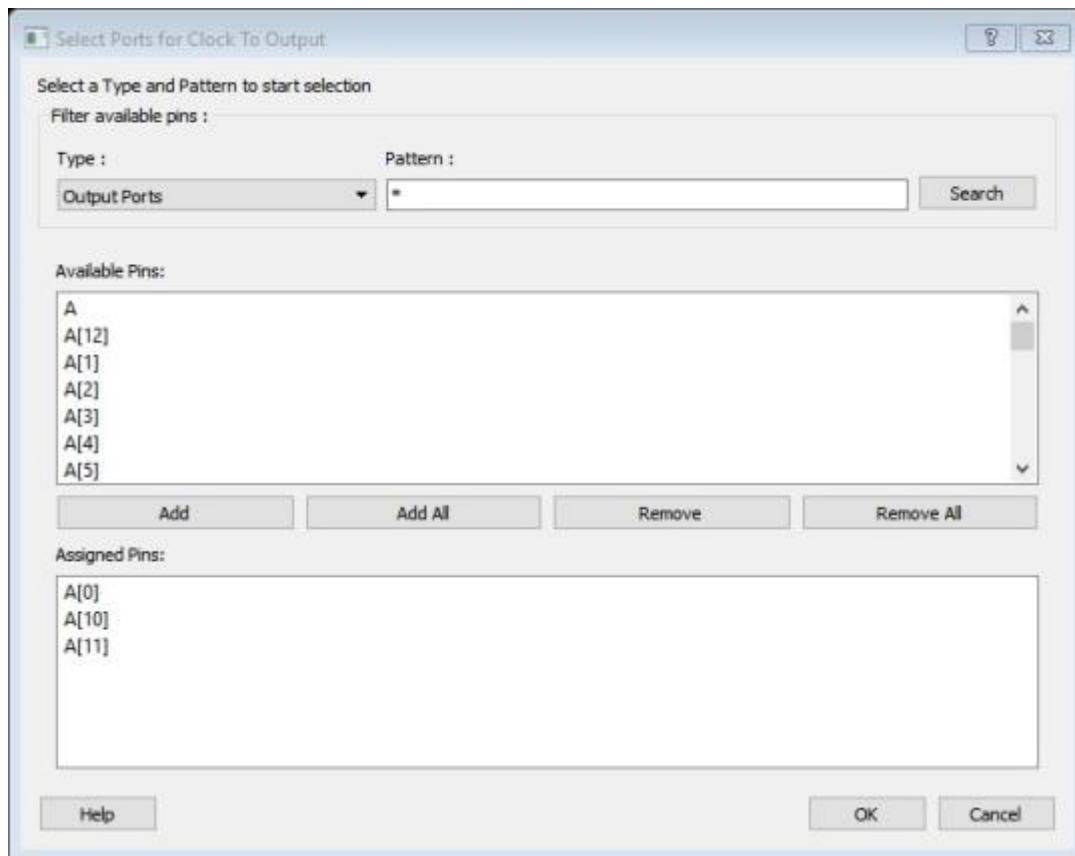 Select Ports for Clock To Output
Select a Type and Pattern to start selection
Filter available pins :
Type : Pattern :
Output Ports * Search
Available Pins:
A
A[12]
A[1]
A[2]
A[3]
A[4]
A[5]
Add Add All Remove Remove All
Assigned Pins:
A[0]
A[10]
A[11]
Help OK Cancel